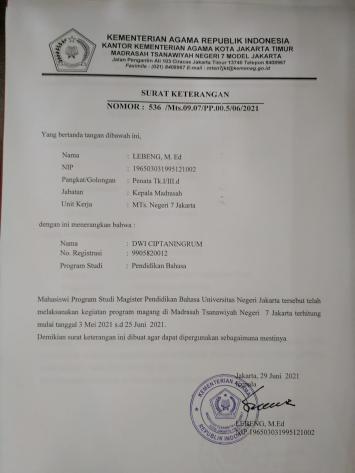 KEMENTERIAN AGAMA REPUBLIK INDONESIA
KANTOR KEMENTERIAN AGAMA KOTA JAKARTA TIMUR
MADRASAH TSANAWIYAH NEGERI 7 MODEL JAKARTA
Jalan Pengantin Ali 103 Ciracas Jakarta Timur 13740 Telepon 8400967
Faximile : (021) 8408967 E-mail : mtsn7jkt@kemenag.go.id
SURAT KETERANGAN
NOMOR : 536 /Mts.09.07/PP.00.5/06/2021
Yang bertanda tangan dibawah ini,
Nama : LEBENG, M. Ed
NIP : 196503031995121002
Pangkat/Golongan : Penata Tk.I/III.d
Jabatan : Kepala Madrasah
Unit Kerja : MTs. Negeri 7 Jakarta
dengan ini menerangkan bahwa :
Nama : DWI CIPTANINGRUM
No. Registrasi : 9905820012
Program Studi : Pendidikan Bahasa
Mahasiswi Program Studi Magister Pendidikan Bahasa Universitas Negeri Jakarta tersebut telah
melaksanakan kegiatan program magang di Madrasah Tsanawiyah Negeri 7 Jakarta terhitung
mulai tanggal 3 Mei 2021 s.d 25 Juni 2021.
Demikian surat keterangan ini dibuat agar dapat dipergunakan sebagaimana mestinya.
Jakarta, 29 Juni 2021
Kepala
KEMENTERIAN AGAMA
REPUBLIK INDONESIA
LEBENG, M.Ed
NIP.196503031995121002